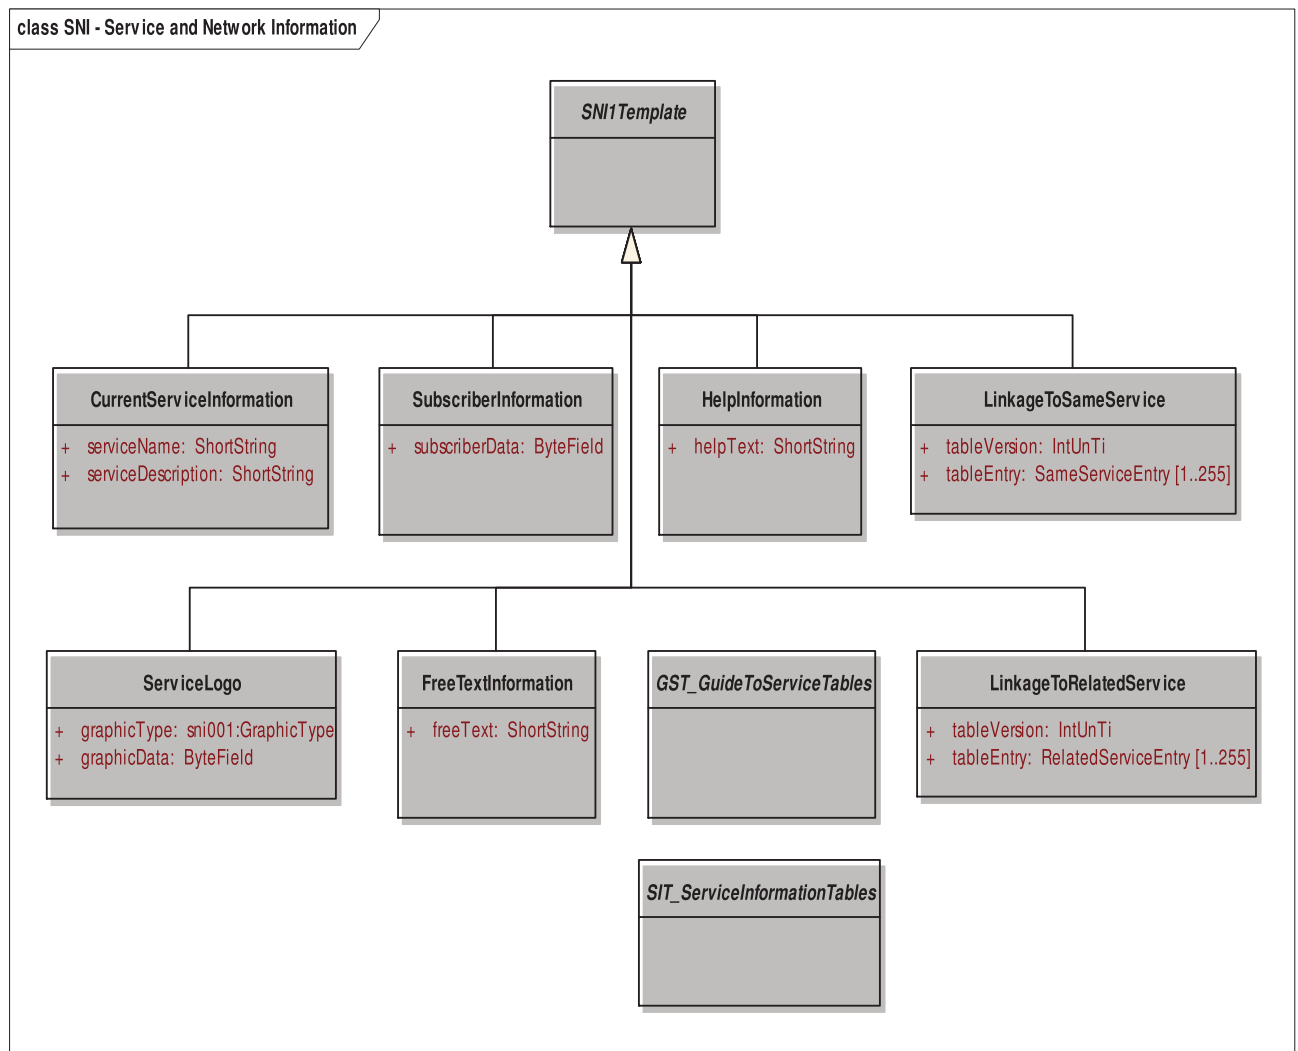 class SNI - Service and Network Information
SNI1Template
CurrentServiceInformation
+ serviceName: ShortString
+ serviceDescription: ShortString
SubscriberInformation
+ subscriberData: ByteField
HelpInformation
+ helpText: ShortString
LinkageToSameService
+ tableVersion: IntUnTi
+ tableEntry: SameServiceEntry [1..255]
ServiceLogo
+ graphicType: sni001:GraphicType
+ graphicData: ByteField
FreeTextInformation
+ freeText: ShortString
GST_GuideToServiceTables
LinkageToRelatedService
+ tableVersion: IntUnTi
+ tableEntry: RelatedServiceEntry [1..255]
SIT_ServiceInformationTables